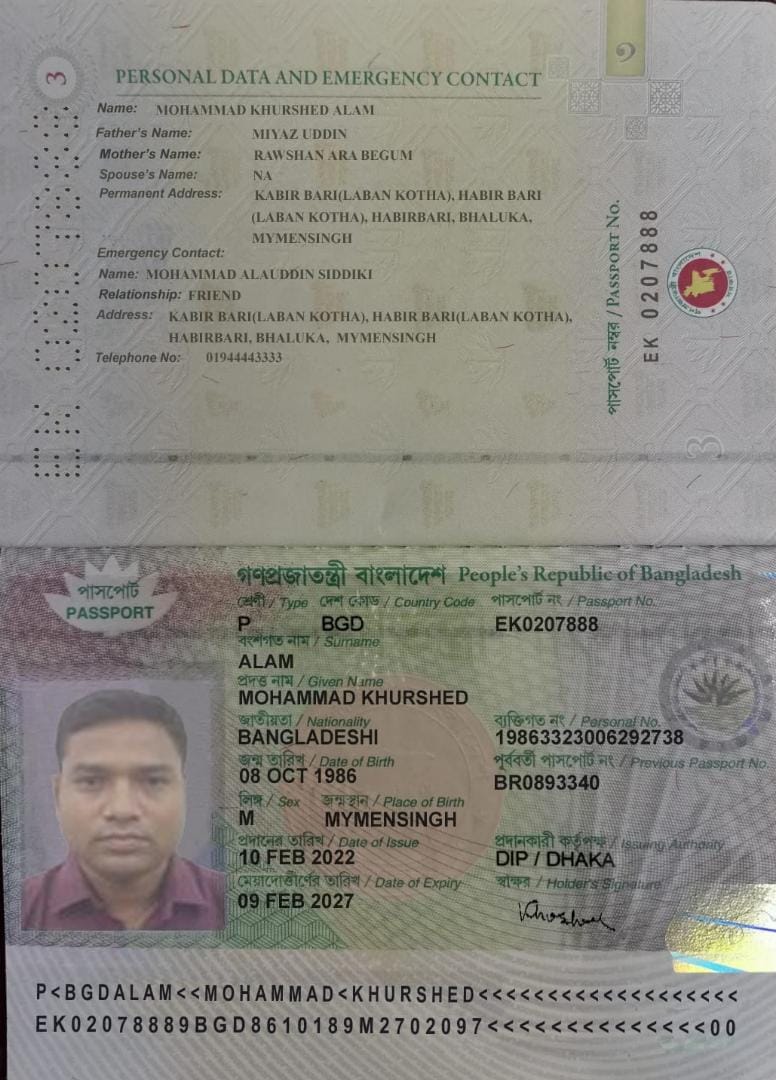 3
PERSONAL DATA AND EMERGENCY CONTACT
Name: MOHAMMAD KHURSHED ALAM
Father's Name: MIYAZ UDDIN
Mother's Name: RAWSHAN ARA BEGUM
Spouse's Name: NA
Permanent Address: KABIR BARI(LABAN KOTHA), HABIR BARI
(LABAN KOTHA), HABIRBARI, BHALUKA,
MYMENSINGH
Emergency Contact:
Name: MOHAMMAD ALAUDDIN SIDDIKI
Relationship: FRIEND
Address: KABIR BARI(LABAN KOTHA), HABIR BARI(LABAN KOTHA),
HABIRBARI, BHALUKA, MYMENSINGH
Telephone No: 01944443333
পাসপোর্ট নম্বর / PASSPORT No.
EK 0207888
3
পাসপোর্ট
PASSPORT
গণপ্রজাতন্ত্রী বাংলাদেশ People's Republic of Bangladesh
শ্রেণী / Type দেশ কোড / Country Code পাসপোর্ট নং / Passport No.
P BGD EK0207888
বংশগত নাম / Surname
ALAM
প্রদত্ত নাম / Given Name
MOHAMMAD KHURSHED
জাতীয়তা / Nationality ব্যক্তিগত নং / Personal No.
BANGLADESHI 19863323006292738
জন্ম তারিখ / Date of Birth পূর্ববর্তী পাসপোর্ট নং / Previous Passport No.
08 OCT 1986 BR0893340
লিঙ্গ / Sex জন্মস্থান / Place of Birth
M MYMENSINGH
প্রদানের তারিখ / Date of Issue প্রদানকারী কর্তৃপক্ষ / Issuing Authority
10 FEB 2022 DIP / DHAKA
মেয়াদোত্তীর্ণের তারিখ / Date of Expiry স্বাক্ষর / Holder's Signature
09 FEB 2027 Khurshed
P<BGDALAM<<MOHAMMAD<KHURSHED<<<<<<<<<<<<<<<<
EK02078889BGD8610189M2702097<<<<<<<<<<<<<<00